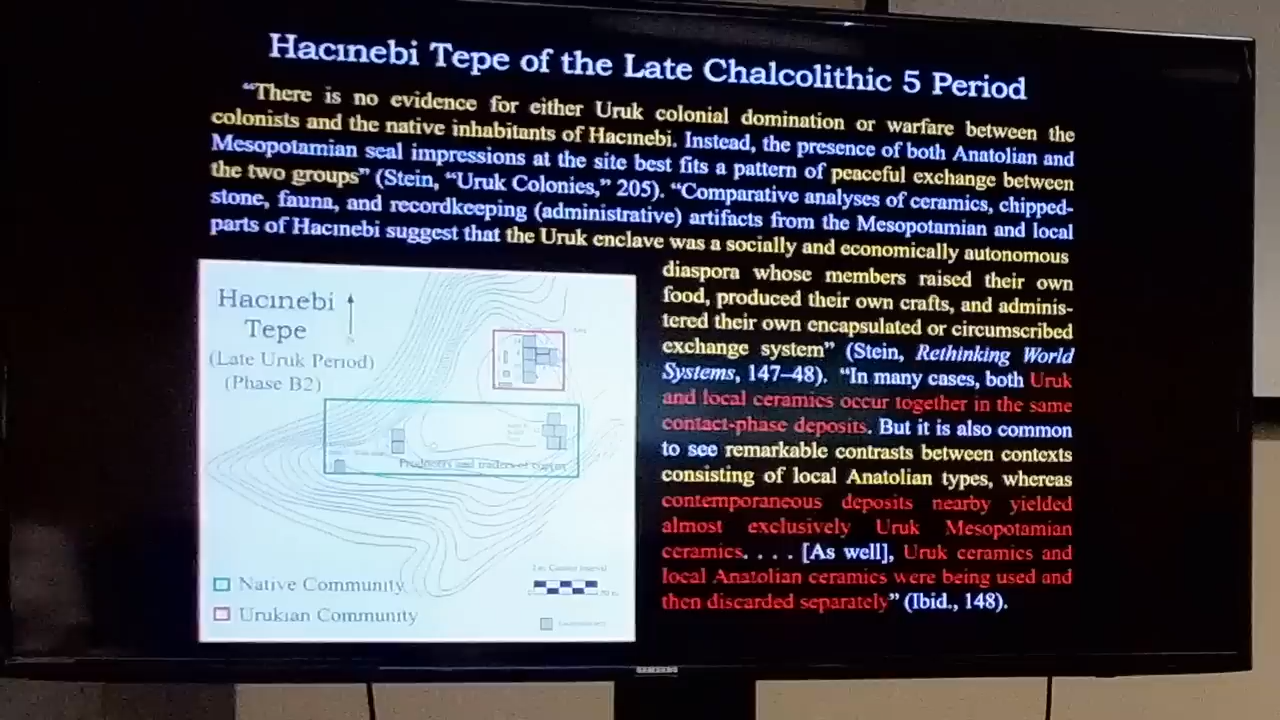 Hacınebi Tepe of the Late Chalcolithic 5 Period
“There is no evidence for either Uruk colonial domination or warfare between the
colonists and the native inhabitants of Hacınebi. Instead, the presence of both Anatolian and
Mesopotamian seal impressions at the site best fits a pattern of peaceful exchange between
the two groups” (Stein, “Uruk Colonies,” 205). “Comparative analyses of ceramics, chipped-
stone, fauna, and recordkeeping (administrative) artifacts from the Mesopotamian and local
parts of Hacınebi suggest that the Uruk enclave was a socially and economically autonomous
diaspora whose members raised their own
food, produced their own crafts, and adminis-
tered their own encapsulated or circumscribed
exchange system” (Stein, Rethinking World
Systems, 147–48). “In many cases, both Uruk
and local ceramics occur together in the same
contact-phase deposits. But it is also common
to see remarkable contrasts between contexts
consisting of local Anatolian types, whereas
contemporaneous deposits nearby yielded
almost exclusively Uruk Mesopotamian
ceramics. . . . [As well], Uruk ceramics and
local Anatolian ceramics were being used and
then discarded separately” (Ibid., 148).
Hacınebi
Tepe
(Late Uruk Period)
(Phase B2)
N
Producers and traders of copper
Native Community
Urukian Community
Contour Interval
SAMSUNG